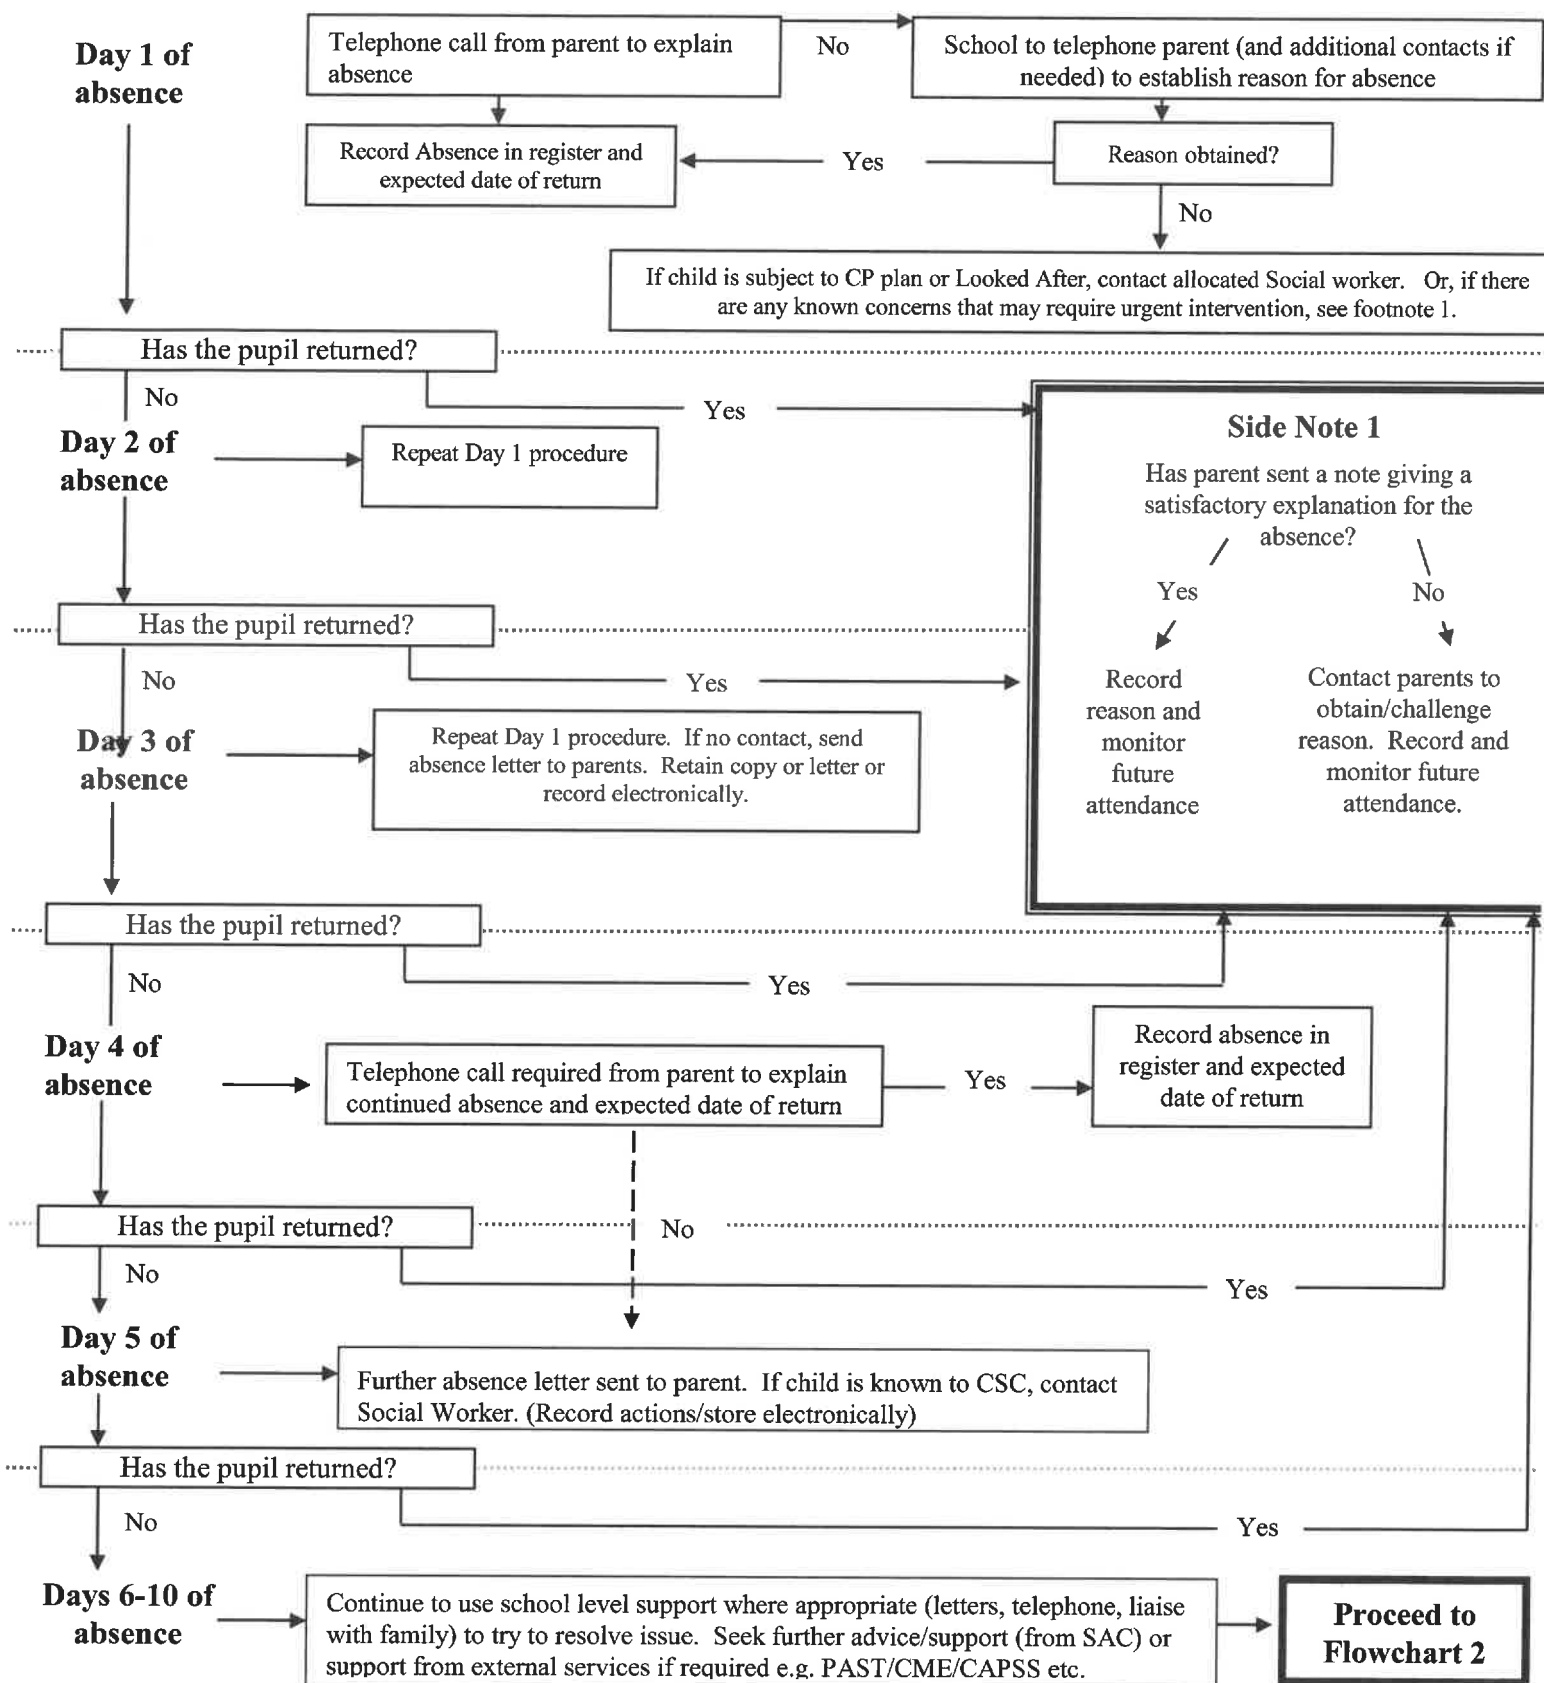 Day 1 of
absence
Telephone call from parent to explain
absence
No
School to telephone parent (and additional contacts if
needed) to establish reason for absence
Record Absence in register and
expected date of return
Yes
Reason obtained?
No
If child is subject to CP plan or Looked After, contact allocated Social worker. Or, if there
are any known concerns that may require urgent intervention, see footnote 1.
Has the pupil returned?
No
Yes
Day 2 of
absence
Repeat Day 1 procedure
Side Note 1
Has parent sent a note giving a
satisfactory explanation for the
absence?
Yes
No
Record
reason and
monitor
future
attendance
Contact parents to
obtain/challenge
reason. Record and
monitor future
attendance.
Has the pupil returned?
No
Yes
Day 3 of
absence
Repeat Day 1 procedure. If no contact, send
absence letter to parents. Retain copy or letter or
record electronically.
Has the pupil returned?
No
Yes
Day 4 of
absence
Telephone call required from parent to explain
continued absence and expected date of return
Yes
Record absence in
register and expected
date of return
Has the pupil returned?
No
No
Yes
Day 5 of
absence
Further absence letter sent to parent. If child is known to CSC, contact
Social Worker. (Record actions/store electronically)
Has the pupil returned?
No
Yes
Days 6-10 of
absence
Continue to use school level support where appropriate (letters, telephone, liaise
with family) to try to resolve issue. Seek further advice/support (from SAC) or
support from external services if required e.g. PAST/CME/CAPSS etc.
Proceed to
Flowchart 2